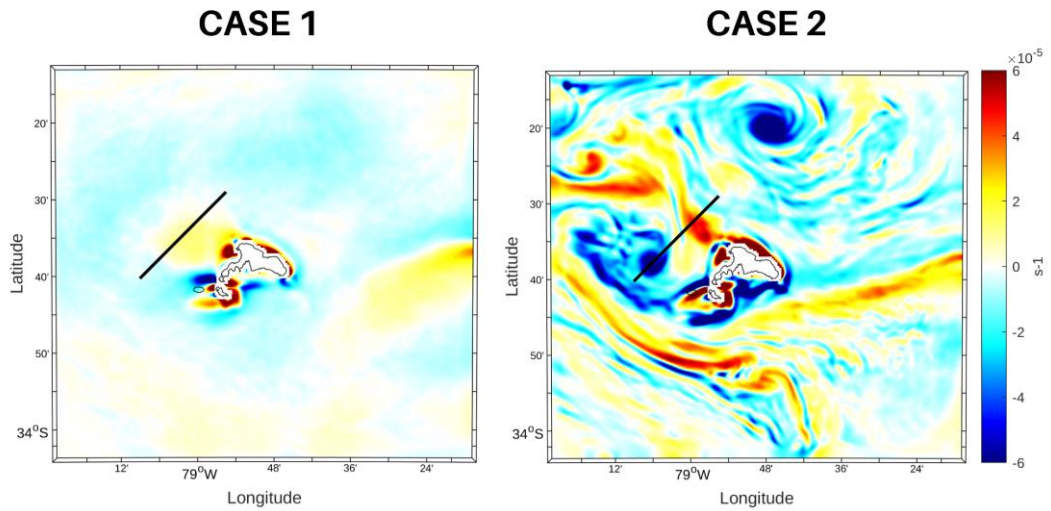 CASE 1
CASE 2
20'
30'
40'
50'
34°S
Latitude
12'
79°W
48'
36'
24'
Longitude
20'
30'
40'
50'
34°S
Latitude
12'
79°W
48'
36'
24'
Longitude
×10⁻⁵
6
4
2
0
-2
-4
-6
s-1